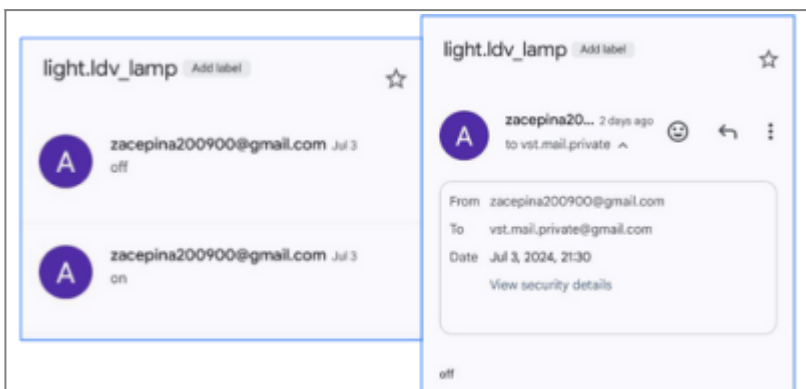 light.ldv_lamp Add label
A
zacepina200900@gmail.com Jul 3
off
A
zacepina200900@gmail.com Jul 3
on
light.ldv_lamp Add label
A
zacepina20... 2 days ago
to vst.mail.private
From zacepina200900@gmail.com
To vst.mail.private@gmail.com
Date Jul 3, 2024, 21:30
View security details
off